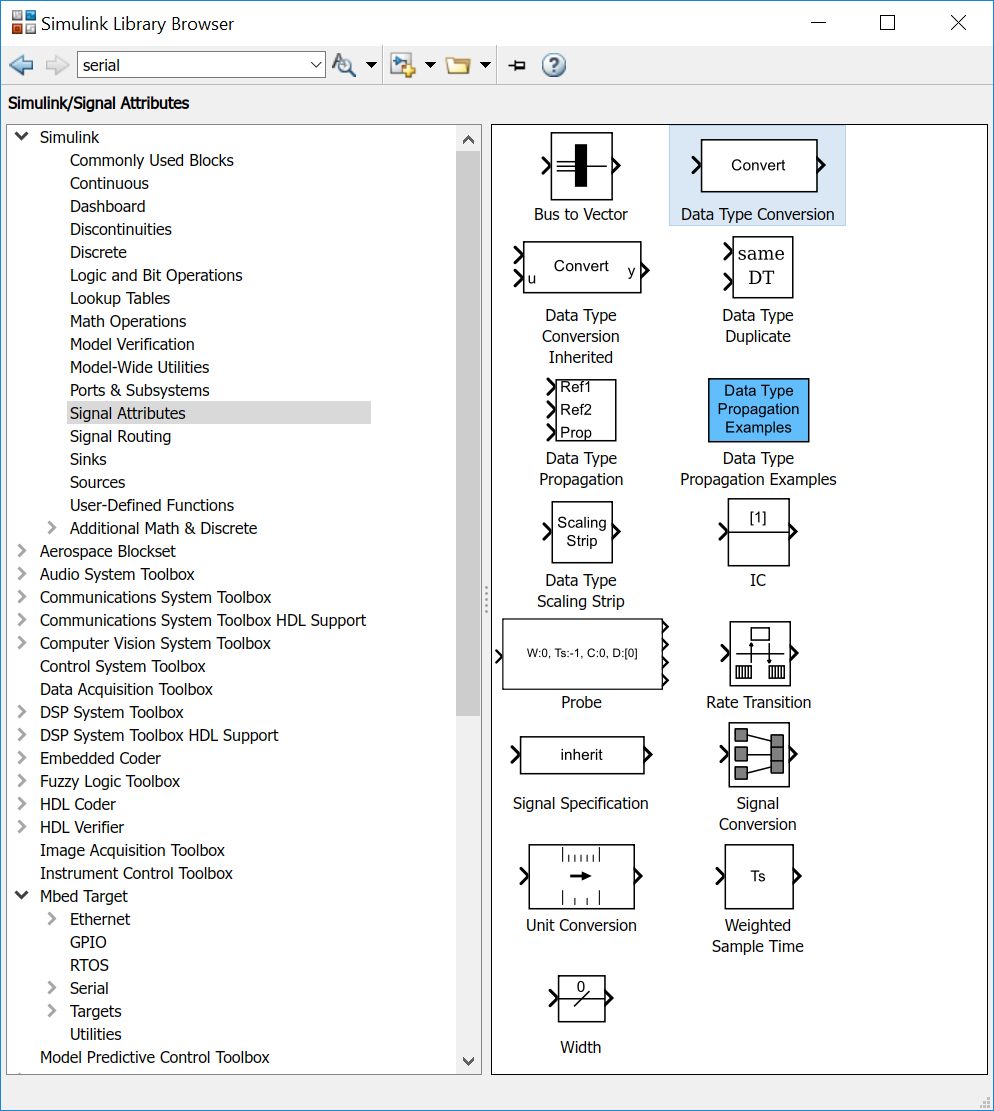 Simulink Library Browser
serial
Simulink/Signal Attributes
Simulink
Commonly Used Blocks
Continuous
Dashboard
Discontinuities
Discrete
Logic and Bit Operations
Lookup Tables
Math Operations
Model Verification
Model-Wide Utilities
Ports & Subsystems
Signal Attributes
Signal Routing
Sinks
Sources
User-Defined Functions
Additional Math & Discrete
Aerospace Blockset
Audio System Toolbox
Communications System Toolbox
Communications System Toolbox HDL Support
Computer Vision System Toolbox
Control System Toolbox
Data Acquisition Toolbox
DSP System Toolbox
DSP System Toolbox HDL Support
Embedded Coder
Fuzzy Logic Toolbox
HDL Coder
HDL Verifier
Image Acquisition Toolbox
Instrument Control Toolbox
Mbed Target
Ethernet
GPIO
RTOS
Serial
Targets
Utilities
Model Predictive Control Toolbox
Bus to Vector
Convert
Data Type Conversion
Convert
u
y
Data Type
Conversion
Inherited
same
DT
Data Type
Duplicate
Ref1
Ref2
Prop
Data Type
Propagation
Data Type
Propagation
Examples
Data Type
Propagation Examples
Scaling
Strip
Data Type
Scaling Strip
[1]
IC
W:0, Ts:-1, C:0, D:[0]
Probe
Rate Transition
inherit
Signal Specification
Signal
Conversion
Unit Conversion
Ts
Weighted
Sample Time
0
Width